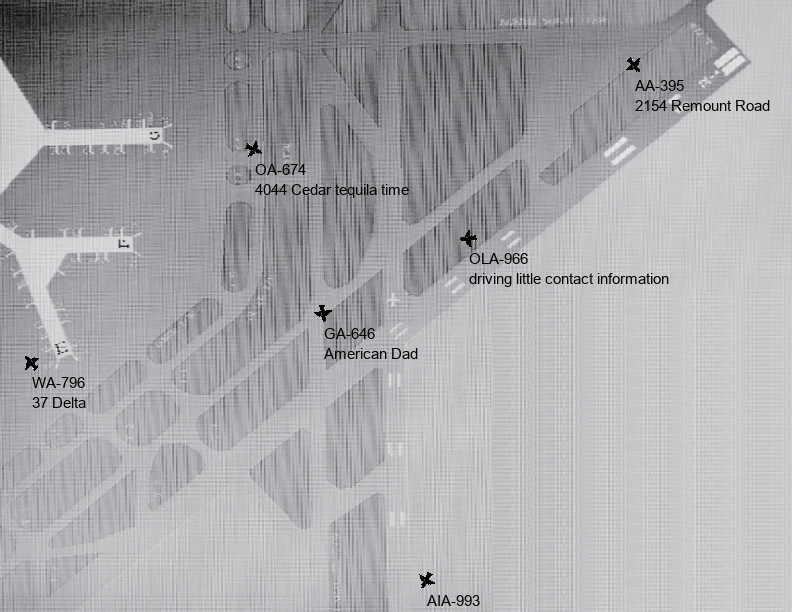 AA-395
2154 Remount Road
OA-674
4044 Cedar tequila time
OLA-966
driving little contact information
GA-646
American Dad
WA-796
37 Delta
AIA-993